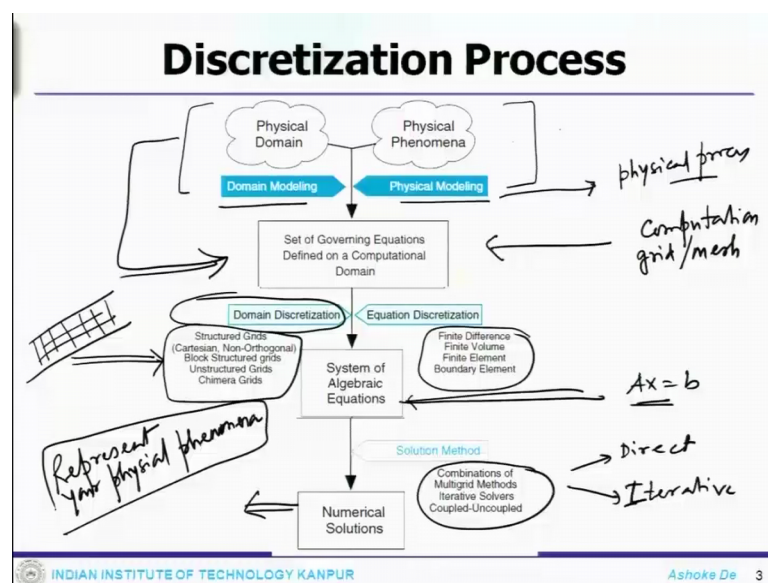 Discretization Process
Physical
Domain
Physical
Phenomena
Domain Modeling
Physical Modeling
physical process
Computation
grid/mesh
Set of Governing Equations
Defined on a Computational
Domain
Domain Discretization
Equation Discretization
Structured Grids
(Cartesian, Non-Orthogonal)
Block Structured grids
Unstructured Grids
Chimera Grids
Finite Difference
Finite Volume
Finite Element
Boundary Element
System of
Algebraic
Equations
Ax = b
Represent
your physical phenomena
Solution Method
Combinations of
Multigrid Methods
Iterative Solvers
Coupled-Uncoupled
Direct
Iterative
Numerical
Solutions
INDIAN INSTITUTE OF TECHNOLOGY KANPUR
Ashoke De 3